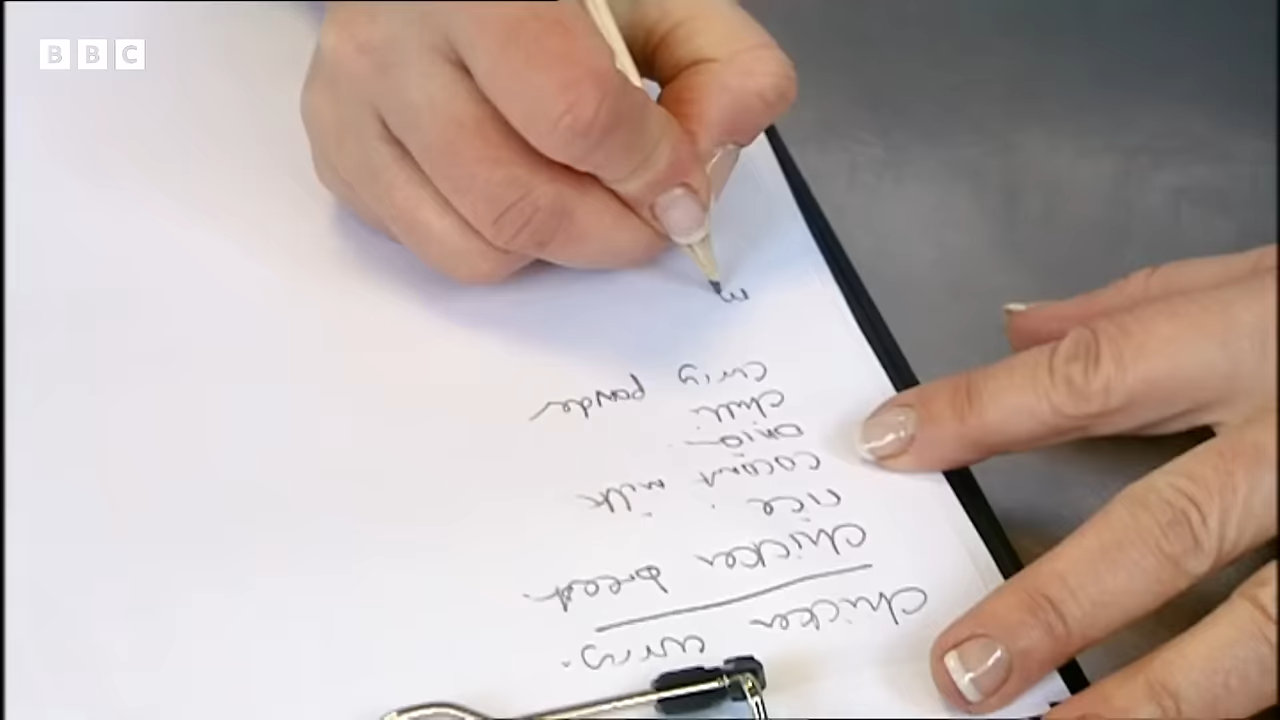 BBC
chicken curry.
chicken breast
rice
coconut milk
onion
chilli
curry powder
m